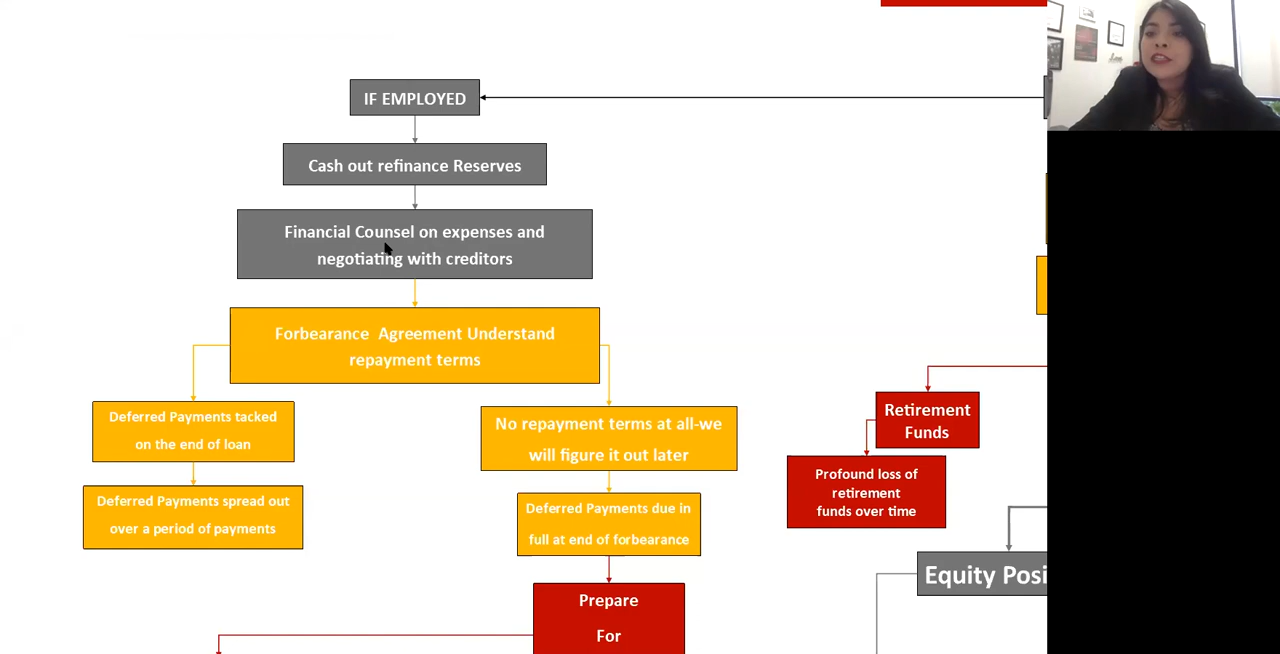 IF EMPLOYED
Cash out refinance Reserves
Financial Counsel on expenses and
negotiating with creditors
Forbearance Agreement Understand
repayment terms
Deferred Payments tacked
on the end of loan
Deferred Payments spread out
over a period of payments
No repayment terms at all-we
will figure it out later
Deferred Payments due in
full at end of forbearance
Prepare
For
Retirement
Funds
Profound loss of
retirement
funds over time
Equity Posi